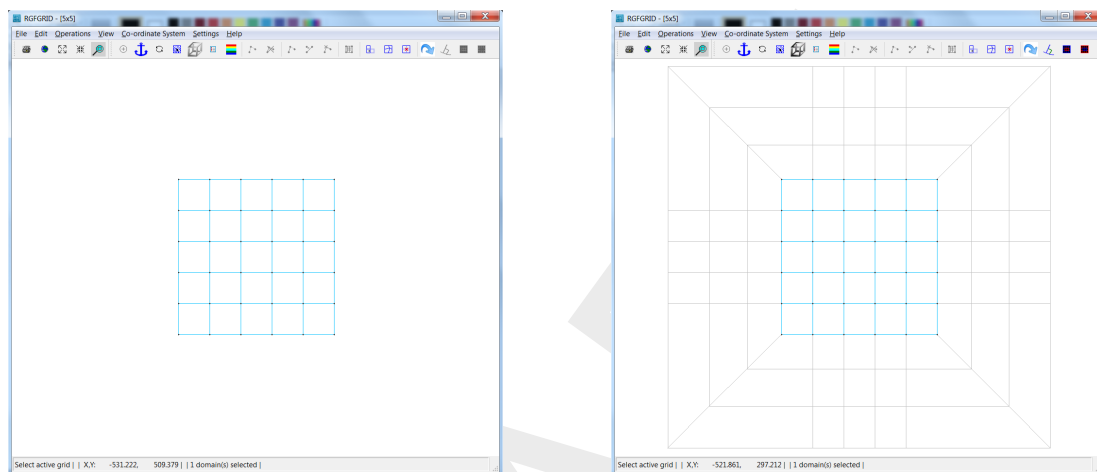 RGFGRID - [5x5]
File Edit Operations View Co-ordinate System Settings Help
Select active grid | | X,Y: -531.222, 509.379 | | 1 domain(s) selected |
RGFGRID - [5x5]
File Edit Operations View Co-ordinate System Settings Help
Select active grid | | X,Y: -521.861, 297.212 | | 1 domain(s) selected |